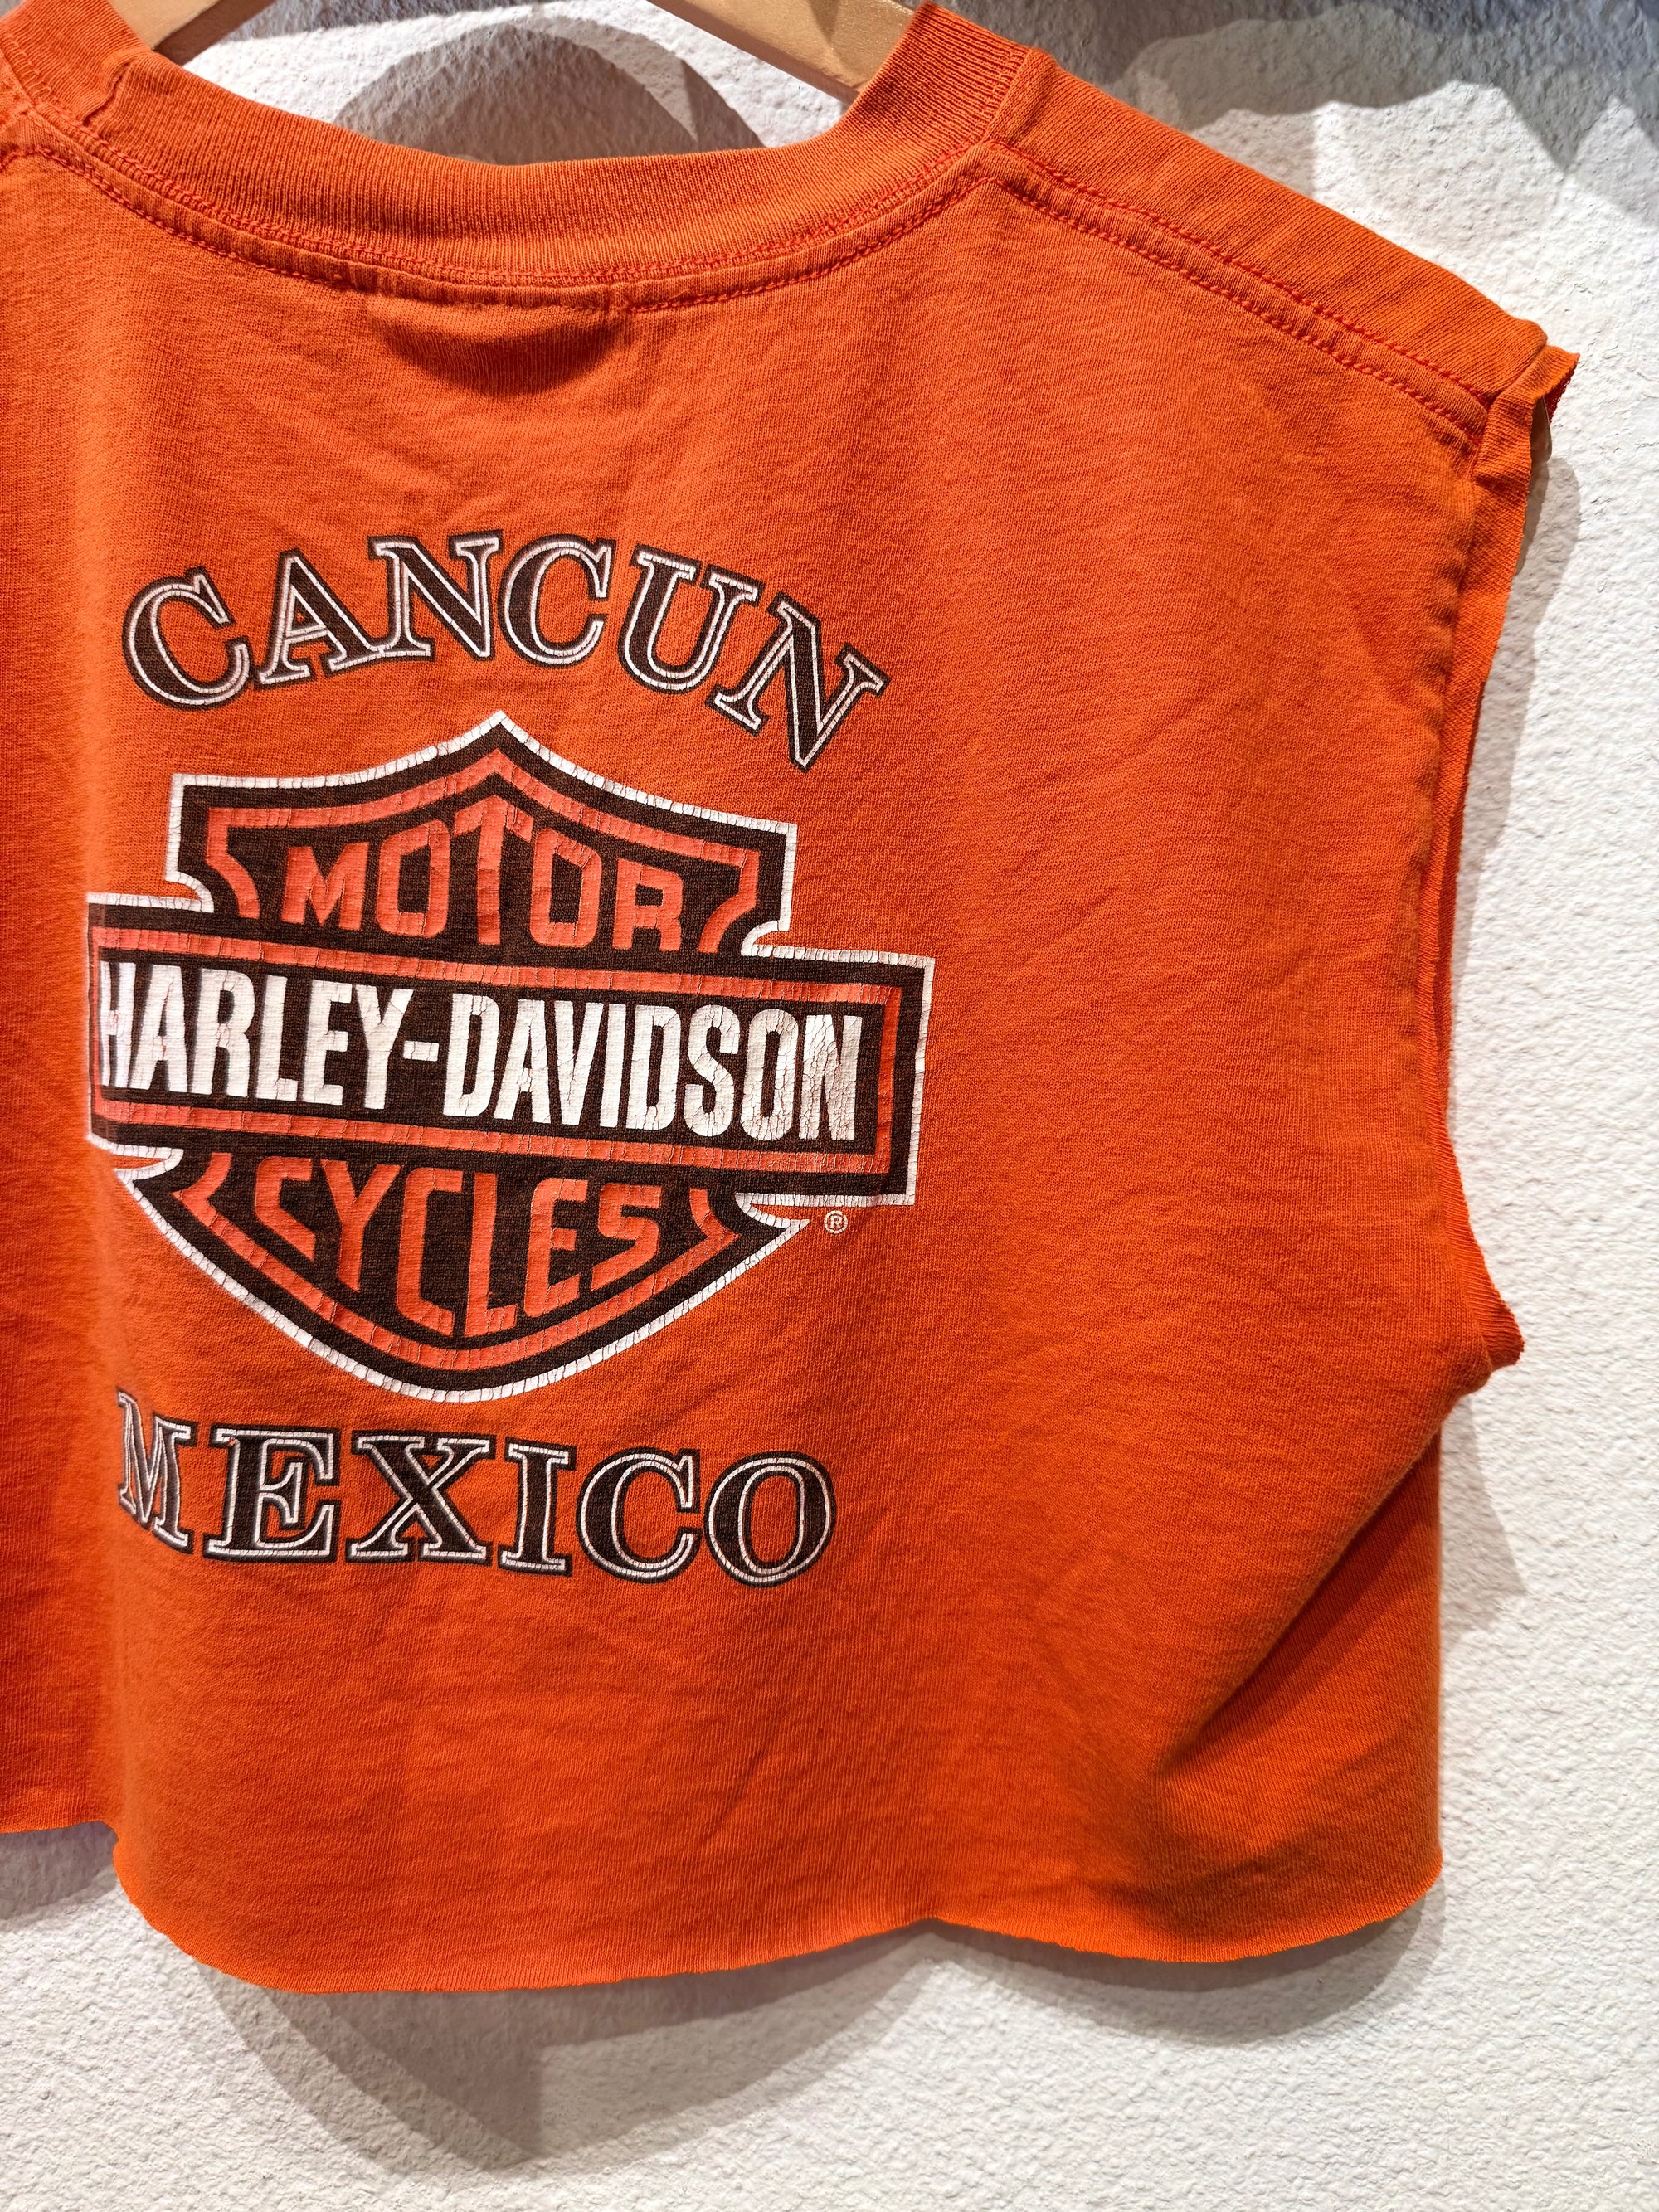 CANCUN
MOTOR
HARLEY-DAVIDSON
CYCLES
®
MEXICO